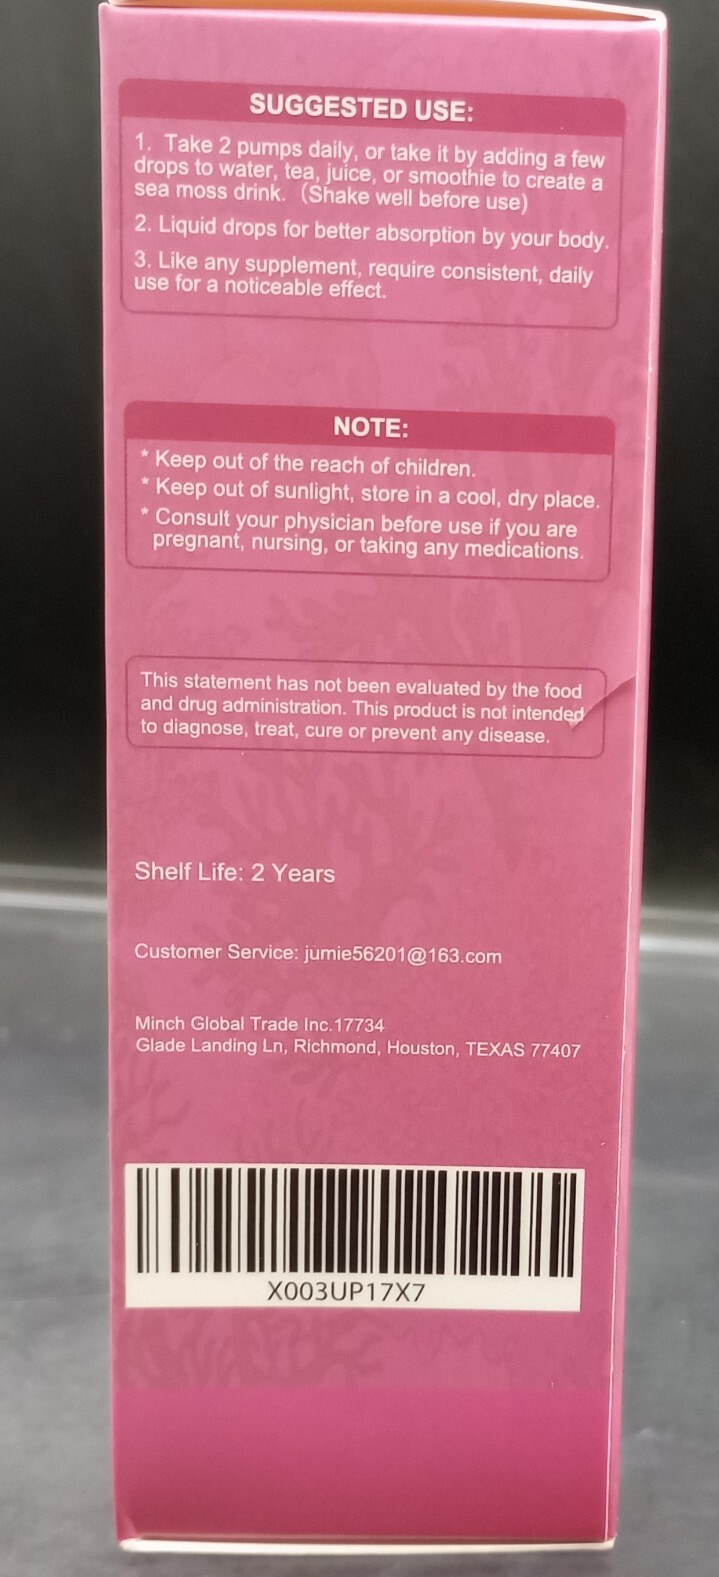 SUGGESTED USE:
1. Take 2 pumps daily, or take it by adding a few
drops to water, tea, juice, or smoothie to create a
sea moss drink. (Shake well before use)
2. Liquid drops for better absorption by your body.
3. Like any supplement, require consistent, daily
use for a noticeable effect.
NOTE:
* Keep out of the reach of children.
* Keep out of sunlight, store in a cool, dry place.
* Consult your physician before use if you are
pregnant, nursing, or taking any medications.
This statement has not been evaluated by the food
and drug administration. This product is not intended
to diagnose, treat, cure or prevent any disease.
Shelf Life: 2 Years
Customer Service: jumie56201@163.com
Minch Global Trade Inc.17734
Glade Landing Ln, Richmond, Houston, TEXAS 77407
X003UP17X7